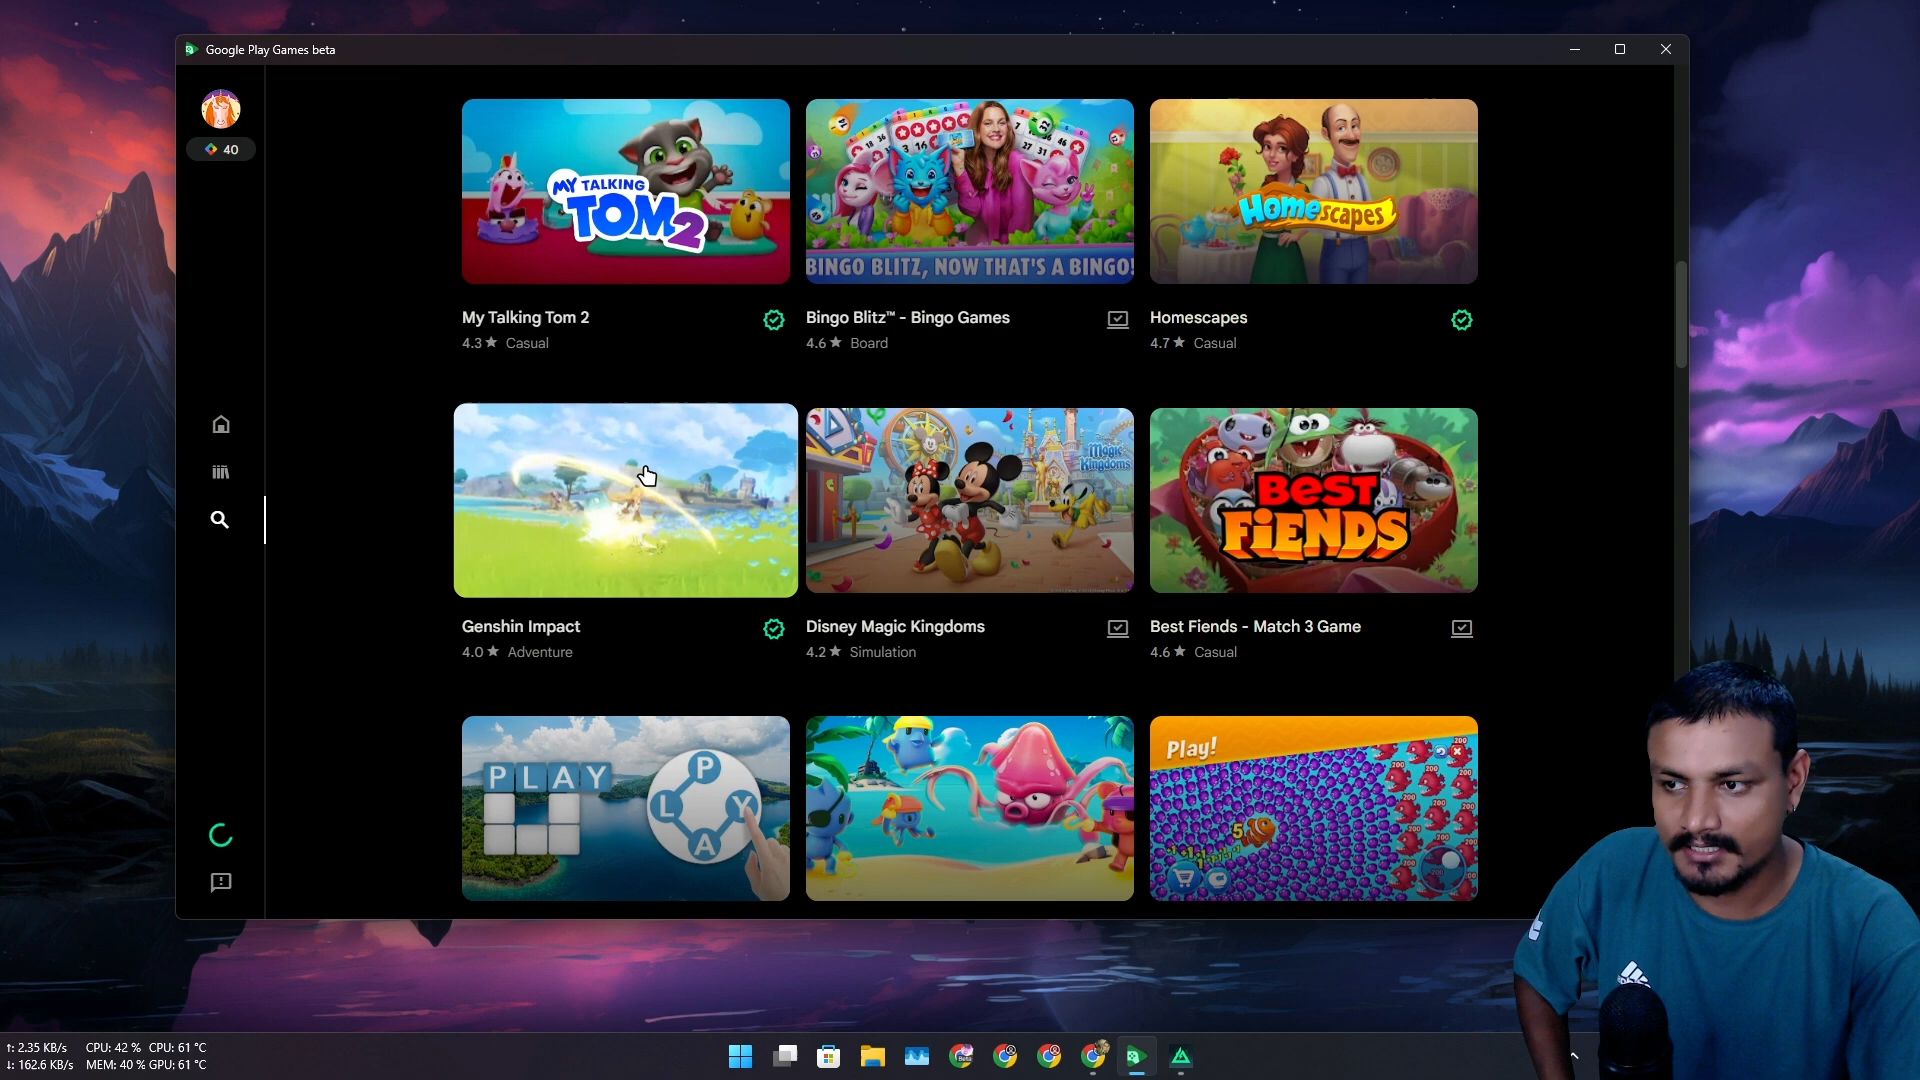 Google Play Games beta
40
MY TALKING
TOM2
BINGO BLITZ, NOW THAT'S A BINGO!
Homescapes
My Talking Tom 2
4.3★ Casual
Bingo Blitz™ - Bingo Games
4.6★ Board
Homescapes
4.7★ Casual
Magic
Kingdoms
BEST
FiENDS
Genshin Impact
4.0★ Adventure
Disney Magic Kingdoms
4.2★ Simulation
Best Fiends - Match 3 Game
4.6★ Casual
PLAY
P
L Y
A
Play!
200
↑: 2.35 KB/s CPU: 42 % CPU: 61 °C
↓: 162.6 KB/s MEM: 40 % GPU: 61 °C
Beta